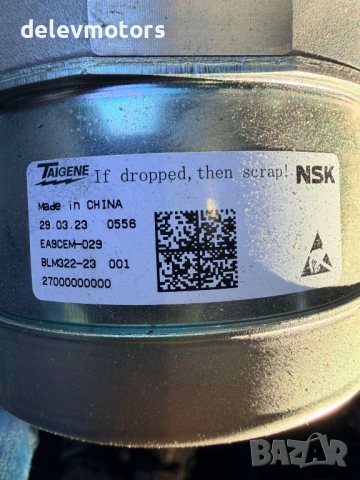 delevmotors
TAIGENE If dropped, then scrap! NSK
Made in CHINA
29.03.23 0556
EA9CEM-029
BLM322-23 001
27000000000
BAZAR